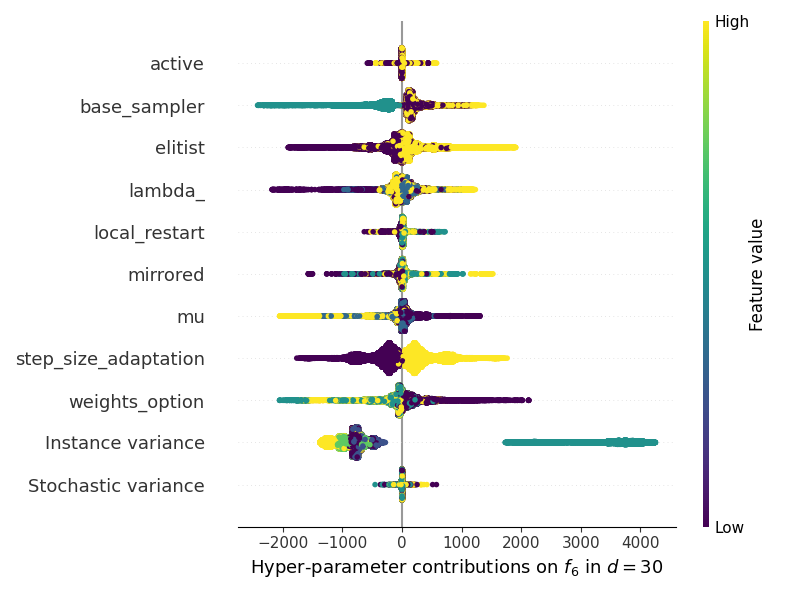 High
active
base_sampler
elitist
lambda_
local_restart
mirrored
mu
step_size_adaptation
weights_option
Instance variance
Stochastic variance
Feature value
Low
−2000 −1000 0 1000 2000 3000 4000
Hyper-parameter contributions on f₆ in d = 30